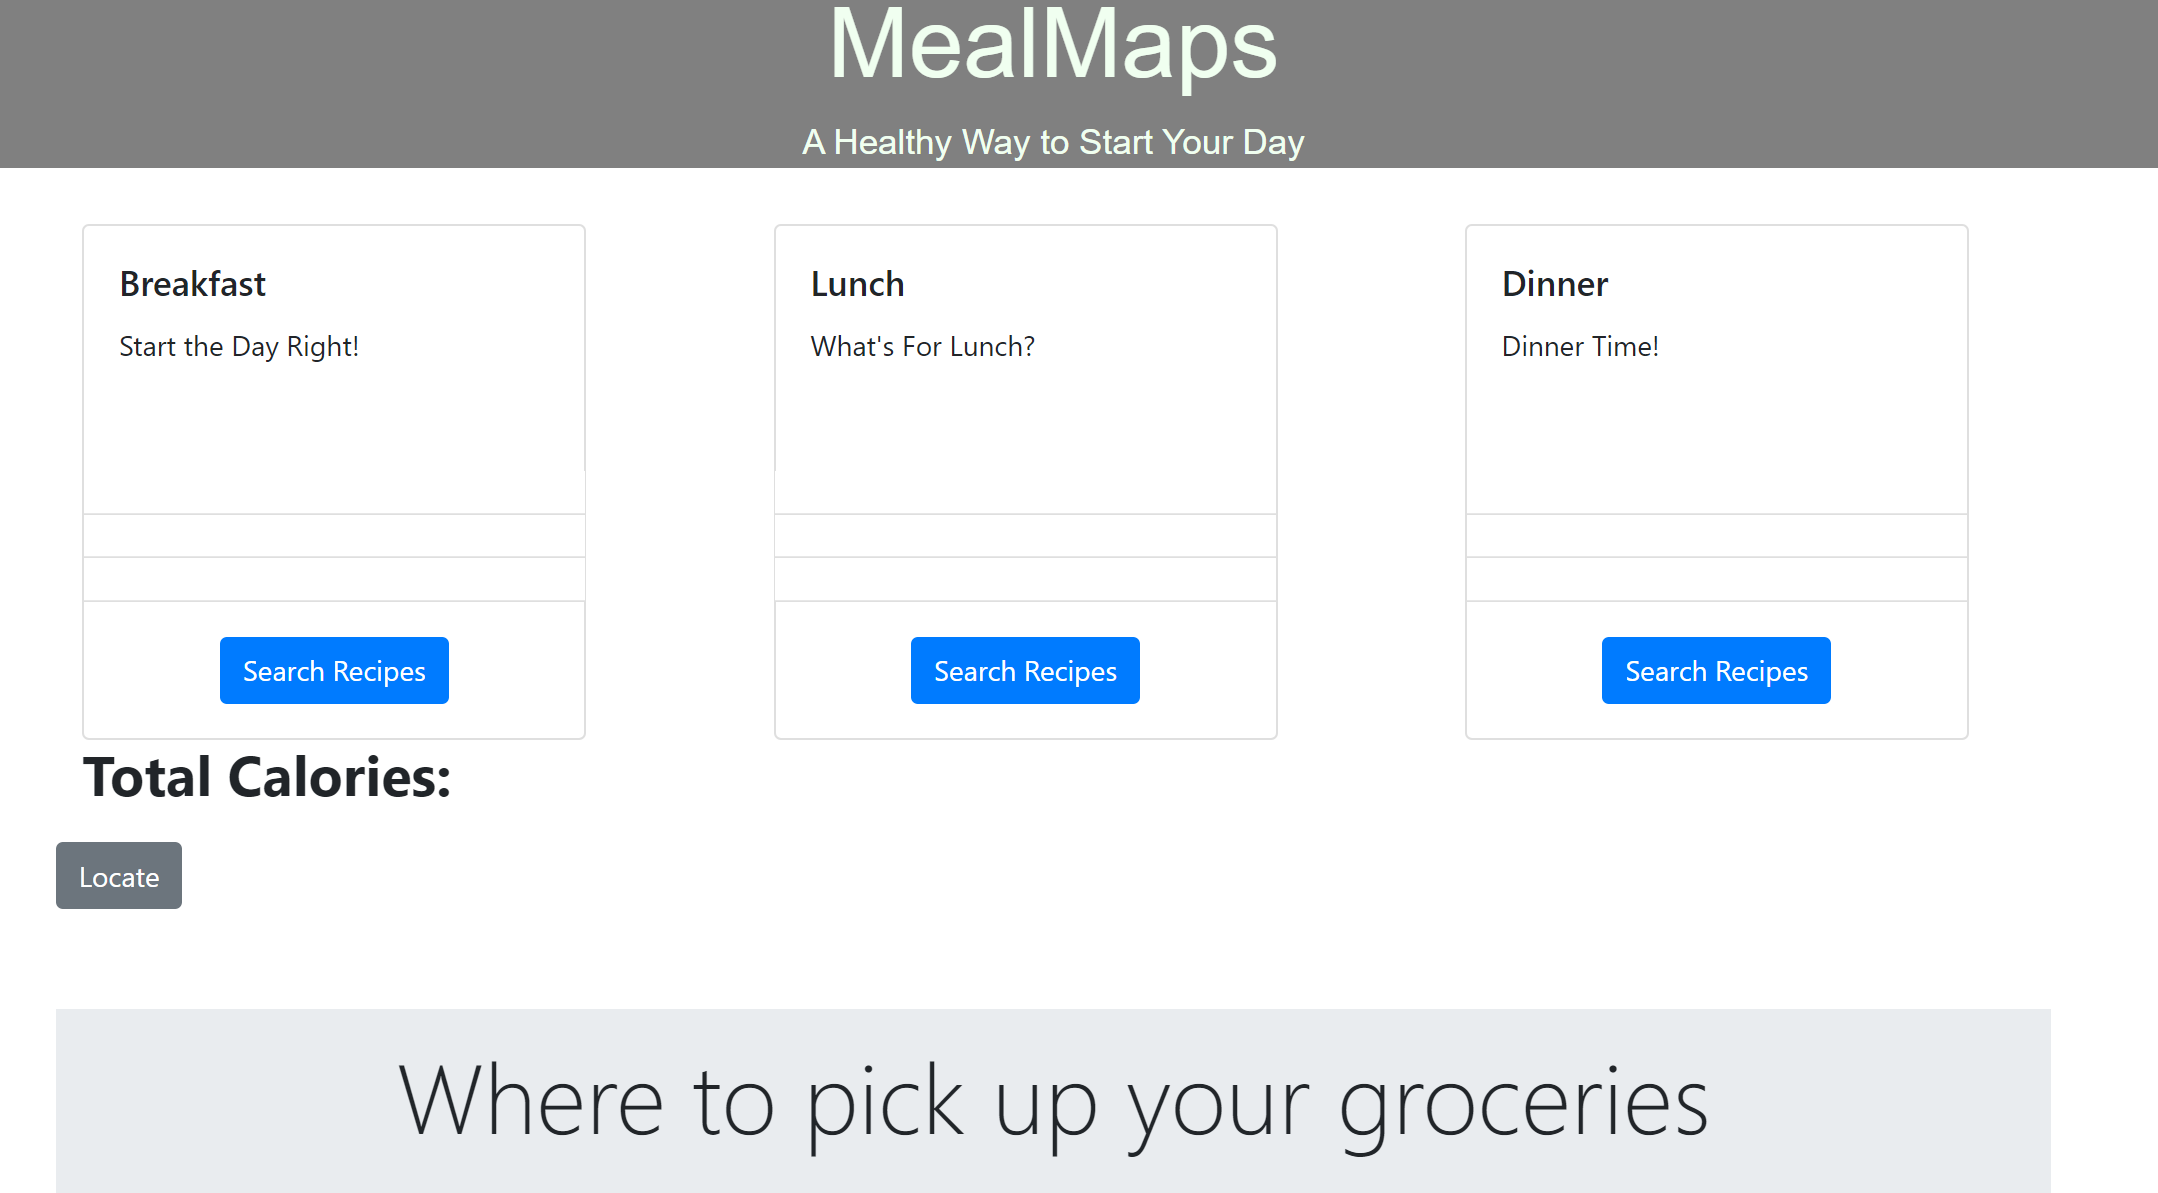 MealMaps
A Healthy Way to Start Your Day
Breakfast
Start the Day Right!
Search Recipes
Lunch
What's For Lunch?
Search Recipes
Dinner
Dinner Time!
Search Recipes
Total Calories:
Locate
Where to pick up your groceries